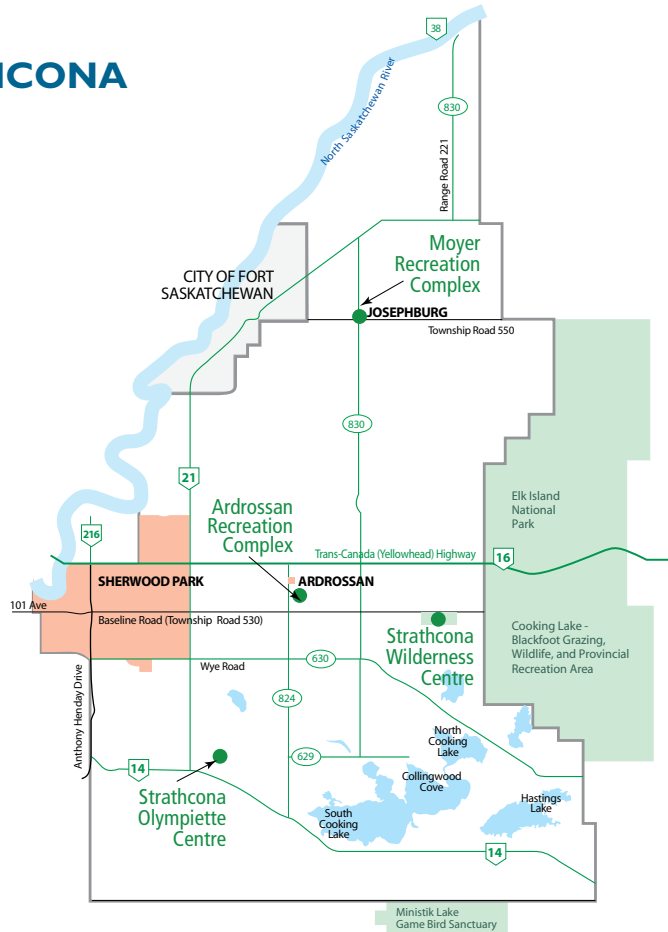 ICONA
38
North Saskatchewan River
830
Range Road 221
Moyer
Recreation
Complex
CITY OF FORT
SASKATCHEWAN
JOSEPHBURG
Township Road 550
830
21
Elk Island
National
Park
Ardrossan
Recreation
Complex
216
Trans-Canada (Yellowhead) Highway
16
SHERWOOD PARK
ARDROSSAN
101 Ave
Baseline Road (Township Road 530)
Cooking Lake -
Blackfoot Grazing,
Wildlife, and Provincial
Recreation Area
Strathcona
Wilderness
Centre
Wye Road
630
Anthony Henday Drive
824
North
Cooking
Lake
629
14
Collingwood
Cove
Strathcona
Olympiette
Centre
South
Cooking
Lake
Hastings
Lake
14
Ministik Lake
Game Bird Sanctuary